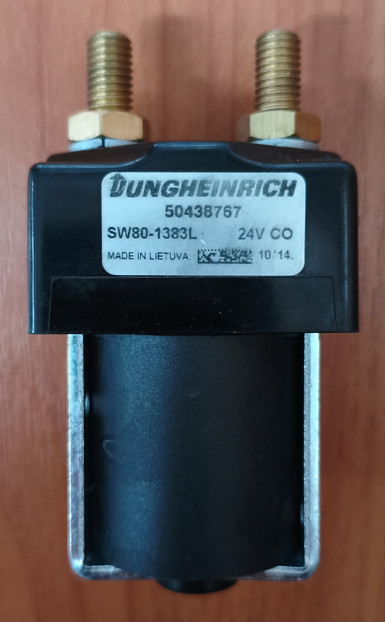 JUNGHEINRICH
50438767
SW80-1383L 24V CO
MADE IN LIETUVA 10/14.